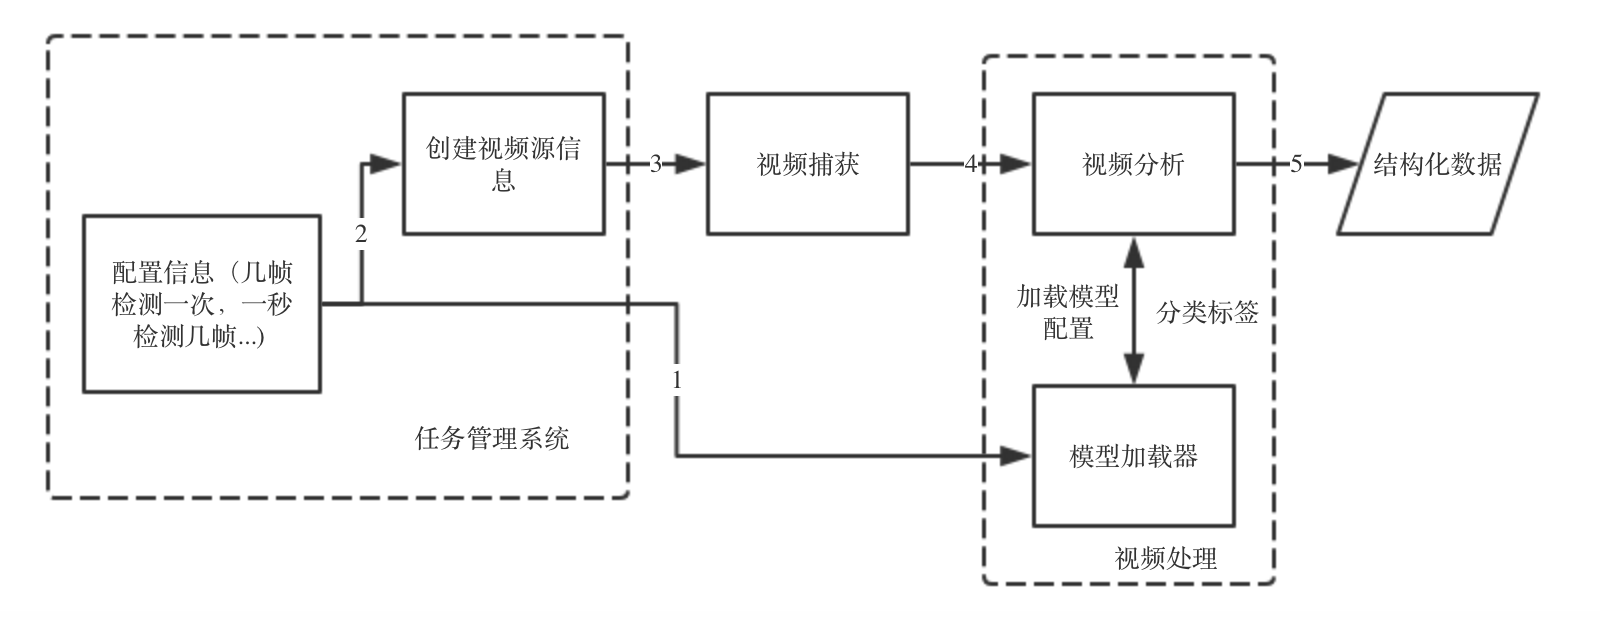 创建视频源信
息
3
视频捕获
4
视频分析
5
结构化数据
2
配置信息（几帧
检测一次，一秒
检测几帧...)
加载模型
配置
分类标签
1
任务管理系统
模型加载器
视频处理